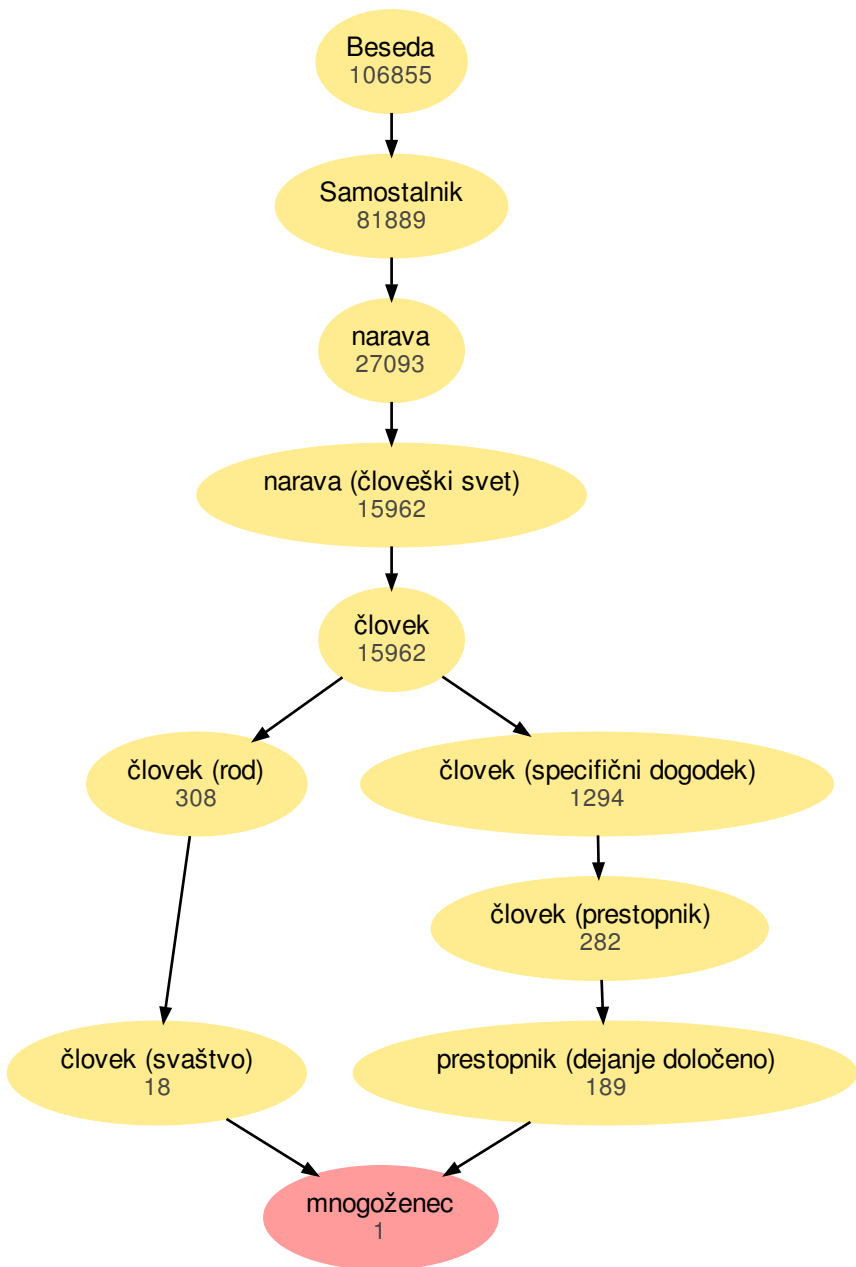 Beseda
106855
Samostalnik
81889
narava
27093
narava (človeški svet)
15962
človek
15962
človek (rod)
308
človek (specifični dogodek)
1294
človek (prestopnik)
282
človek (svaštvo)
18
prestopnik (dejanje določeno)
189
mnogoženec
1